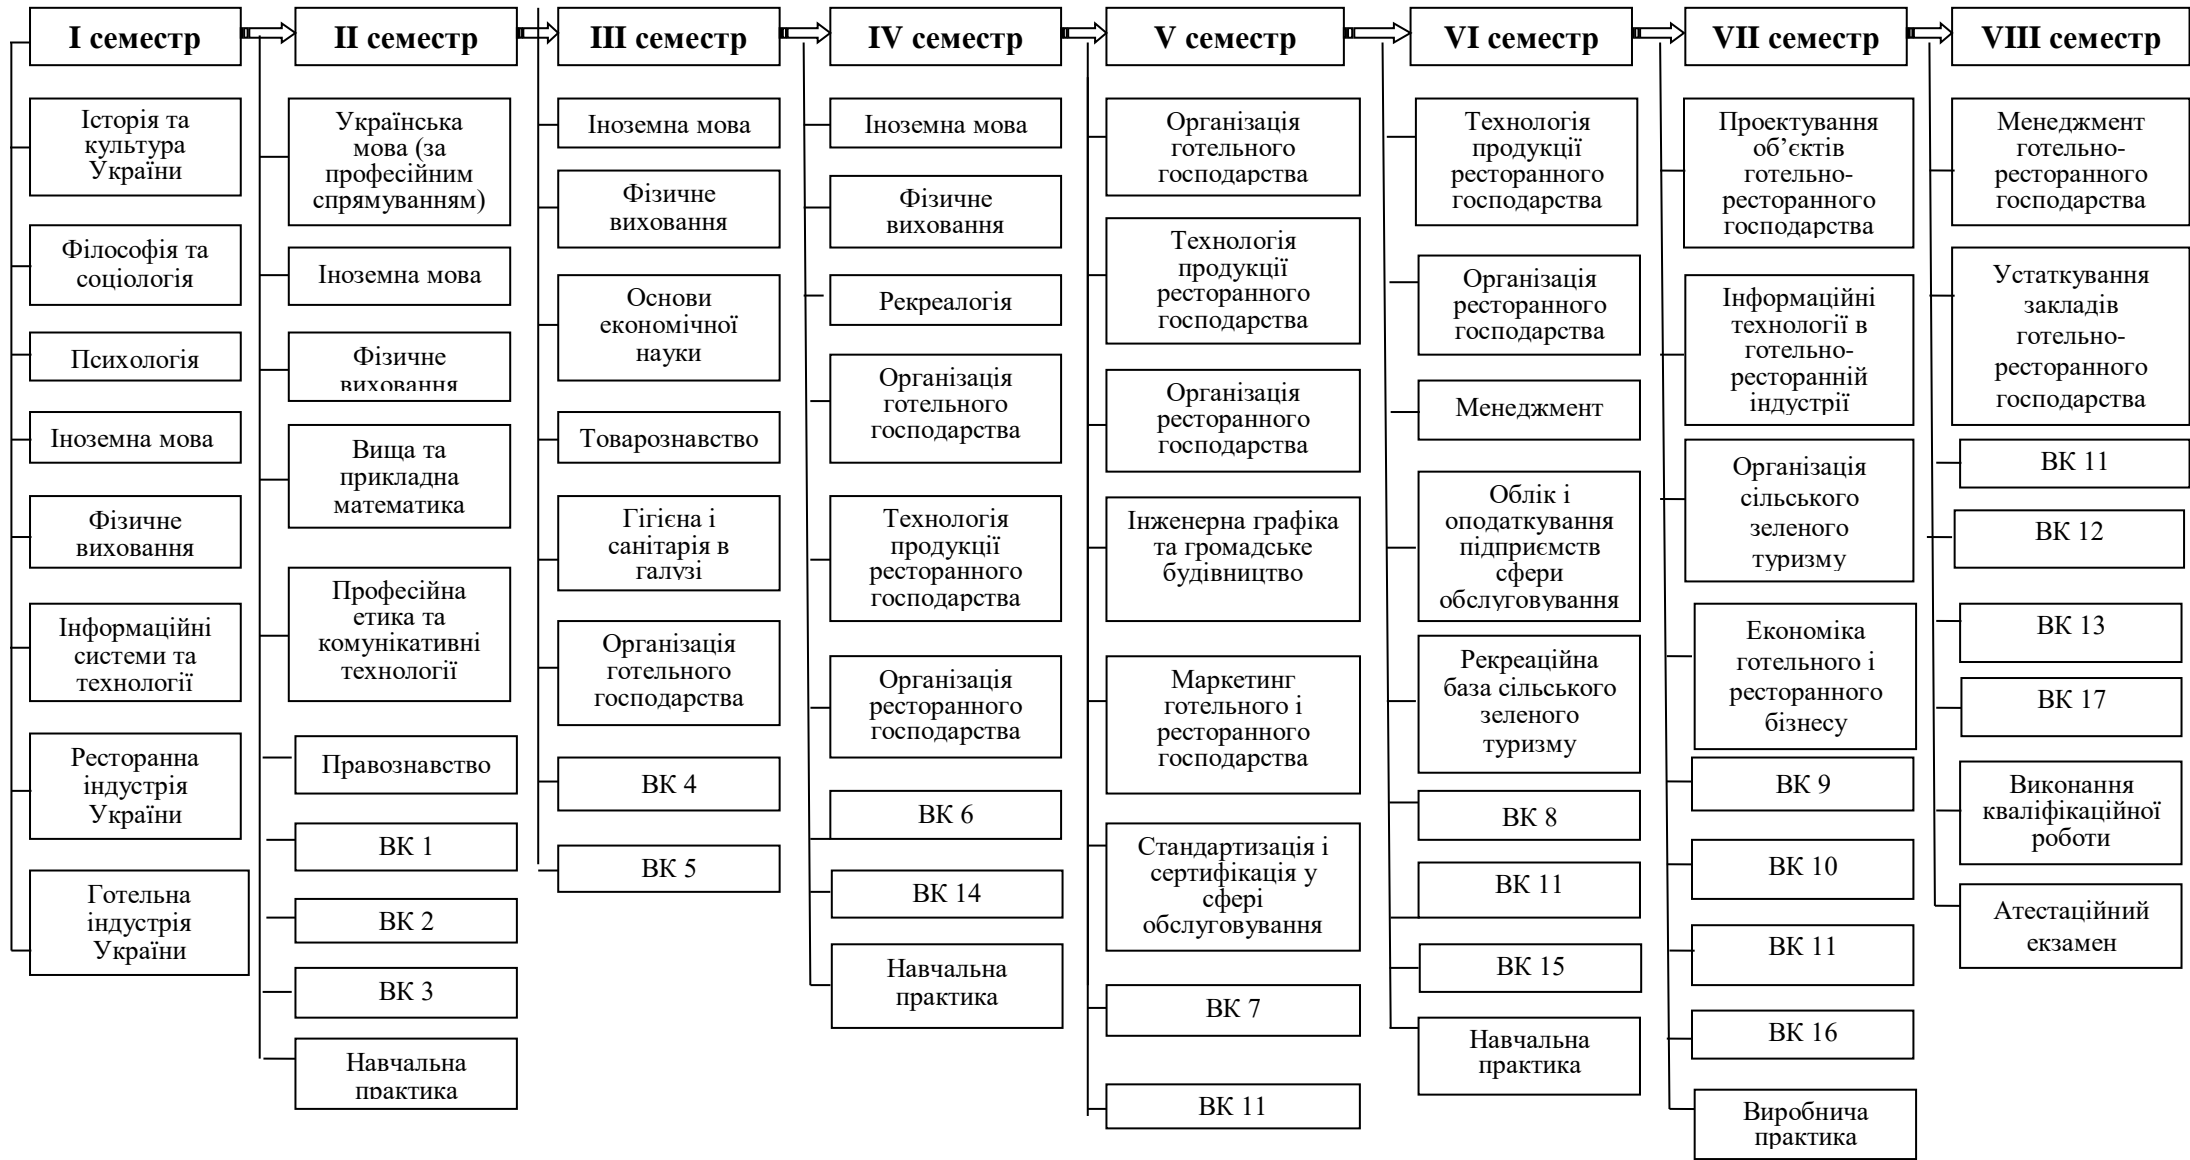 I семестр
II семестр
III семестр
IV семестр
V семестр
VI семестр
VII семестр
VIII семестр
Історія та
культура
України
Філософія та
соціологія
Психологія
Іноземна мова
Фізичне
виховання
Інформаційні
системи та
технології
Ресторанна
індустрія
України
Готельна
індустрія
України
Українська
мова (за
професійним
спрямуванням)
Іноземна мова
Фізичне
виховання
Вища та
прикладна
математика
Професійна
етика та
комунікативні
технології
Правознавство
ВК 1
ВК 2
ВК 3
Навчальна
практика
Іноземна мова
Фізичне
виховання
Основи
економічної
науки
Товарознавство
Гігієна і
санітарія в
галузі
Організація
готельного
господарства
ВК 4
ВК 5
Іноземна мова
Фізичне
виховання
Рекреалогія
Організація
готельного
господарства
Технологія
продукції
ресторанного
господарства
Організація
ресторанного
господарства
ВК 6
ВК 14
Навчальна
практика
Організація
готельного
господарства
Технологія
продукції
ресторанного
господарства
Організація
ресторанного
господарства
Інженерна графіка
та громадське
будівництво
Маркетинг
готельного і
ресторанного
господарства
Стандартизація і
сертифікація у
сфері
обслуговування
ВК 7
ВК 11
Технологія
продукції
ресторанного
господарства
Організація
ресторанного
господарства
Менеджмент
Облік і
оподаткування
підприємств
сфери
обслуговування
Рекреаційна
база сільського
зеленого
туризму
ВК 8
ВК 11
ВК 15
Навчальна
практика
Проектування
об’єктів
готельно-
ресторанного
господарства
Інформаційні
технології в
готельно-
ресторанній
індустрії
Організація
сільського
зеленого
туризму
Економіка
готельного і
ресторанного
бізнесу
ВК 9
ВК 10
ВК 11
ВК 16
Виробнича
практика
Менеджмент
готельно-
ресторанного
господарства
Устаткування
закладів
готельно-
ресторанного
господарства
ВК 11
ВК 12
ВК 13
ВК 17
Виконання
кваліфікаційної
роботи
Атестаційний
екзамен